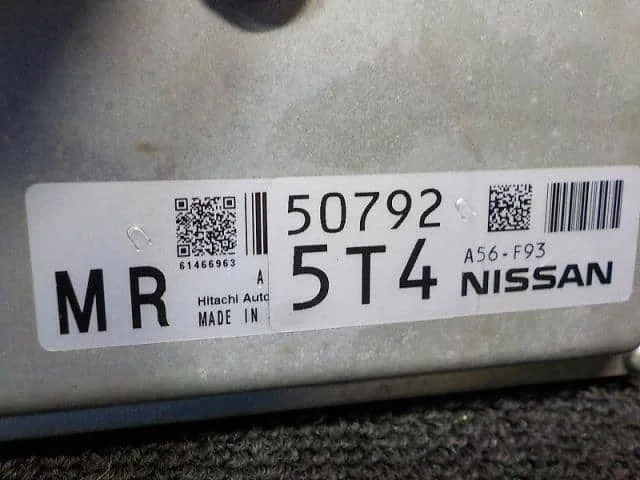 61466963
MR
A
Hitachi Auto
MADE IN
50792
5T4
A56-F93
NISSAN